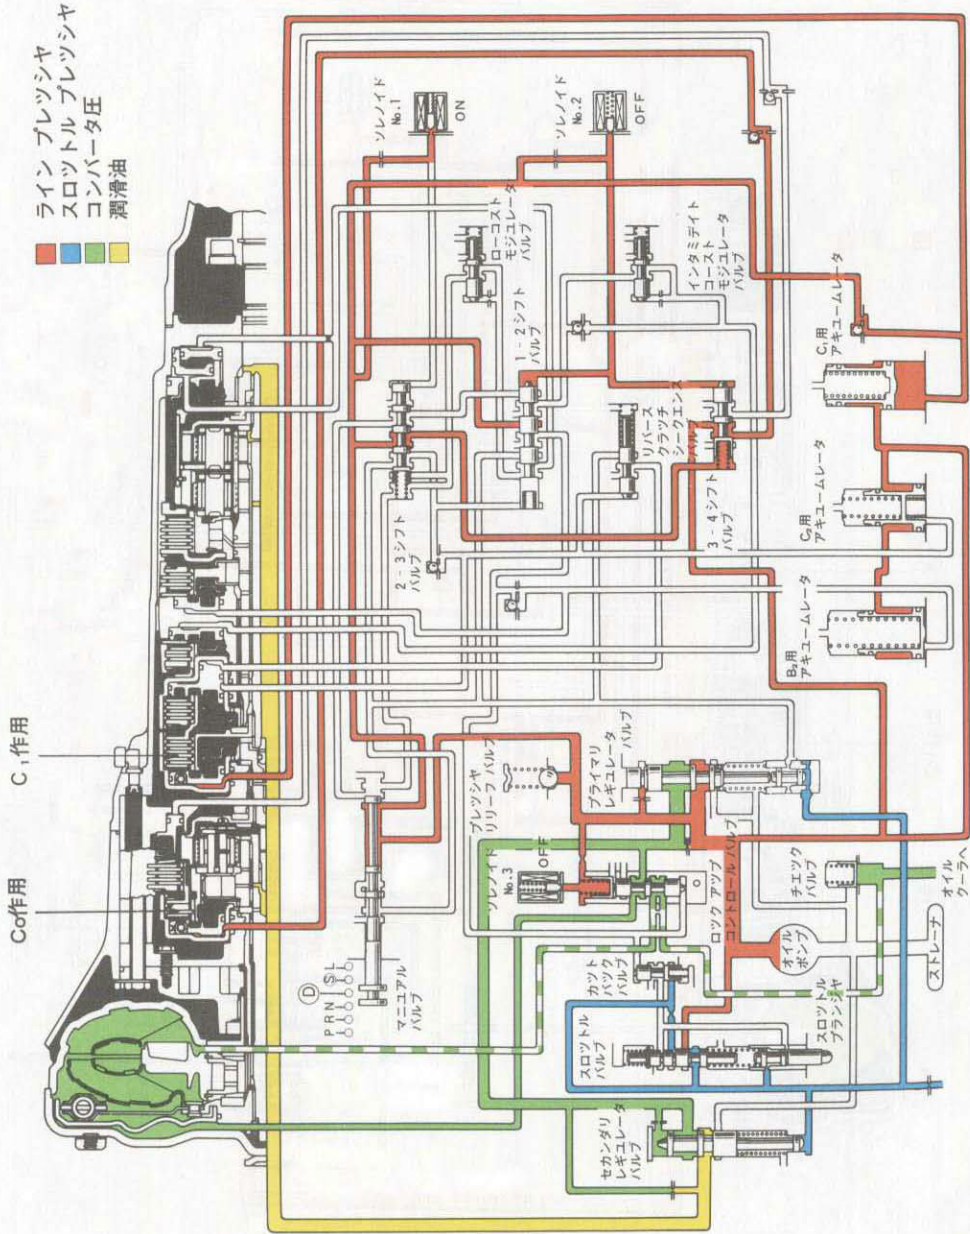 ライン プレッシャ
スロットル プレッシャ
コンバータ圧
潤滑油
C₀作用
C₁作用
ソレノイド
No.1
ON
ソレノイド
No.2
OFF
ローコースト
モジュレータ
バルブ
インタミデイト
コースト
モジュレータ
バルブ
2-3シフト
バルブ
1-2シフト
バルブ
リバース
クラッチ
シークエンス
バルブ
3-4シフト
バルブ
C₁用
アキュームレータ
C₂用
アキュームレータ
B₂用
アキュームレータ
P R N D S L
マニュアル
バルブ
プレッシャ
リリーフ バルブ
プライマリ
レギュレータ
バルブ
ソレノイド
No.3
OFF
ロック アップ
コントロール バルブ
カット
バック
バルブ
チェック
バルブ
オイル
クーラへ
オイル
ポンプ
ストレーナ
スロットル
バルブ
スロットル
プランジャ
セカンダリ
レギュレータ
バルブ